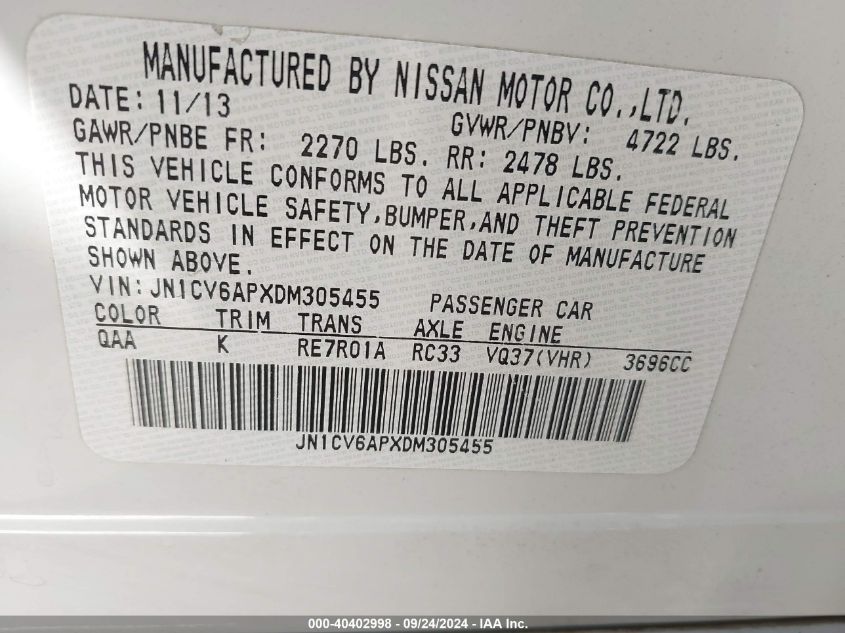 MANUFACTURED BY NISSAN MOTOR CO.,LTD.
DATE: 11/13 GVWR/PNBV: 4722 LBS.
GAWR/PNBE FR: 2270 LBS. RR: 2478 LBS.
THIS VEHICLE CONFORMS TO ALL APPLICABLE FEDERAL
MOTOR VEHICLE SAFETY,BUMPER,AND THEFT PREVENTION
STANDARDS IN EFFECT ON THE DATE OF MANUFACTURE
SHOWN ABOVE.
VIN: JN1CV6APXDM305455 PASSENGER CAR
COLOR TRIM TRANS AXLE ENGINE
QAA K RE7R01A RC33 VQ37(VHR) 3696CC
JN1CV6APXDM305455
000-40402998 - 09/24/2024 - IAA Inc.